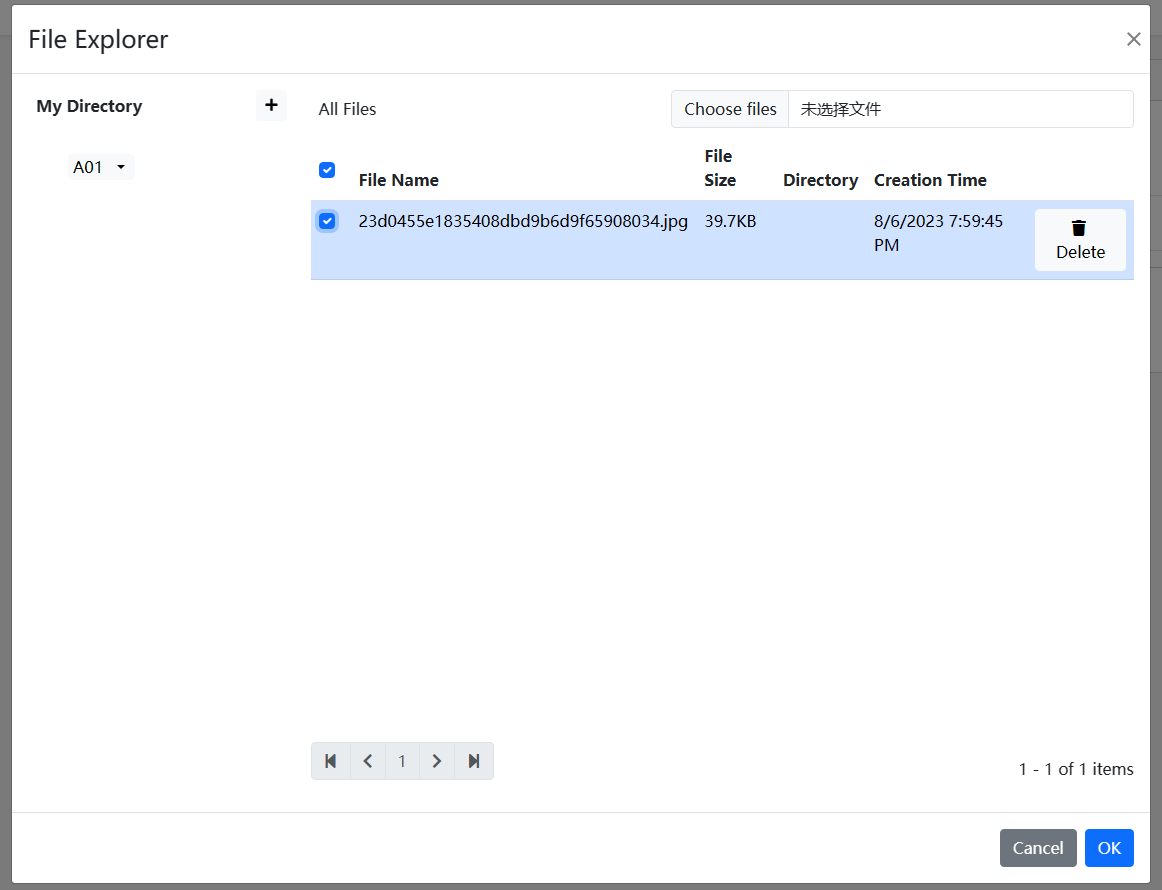 File Explorer
My Directory
All Files
Choose files
未选择文件
A01
File Name
File
Size
Directory
Creation Time
23d0455e1835408dbd9b6d9f65908034.jpg
39.7KB
8/6/2023 7:59:45
PM
Delete
1
1 - 1 of 1 items
Cancel
OK